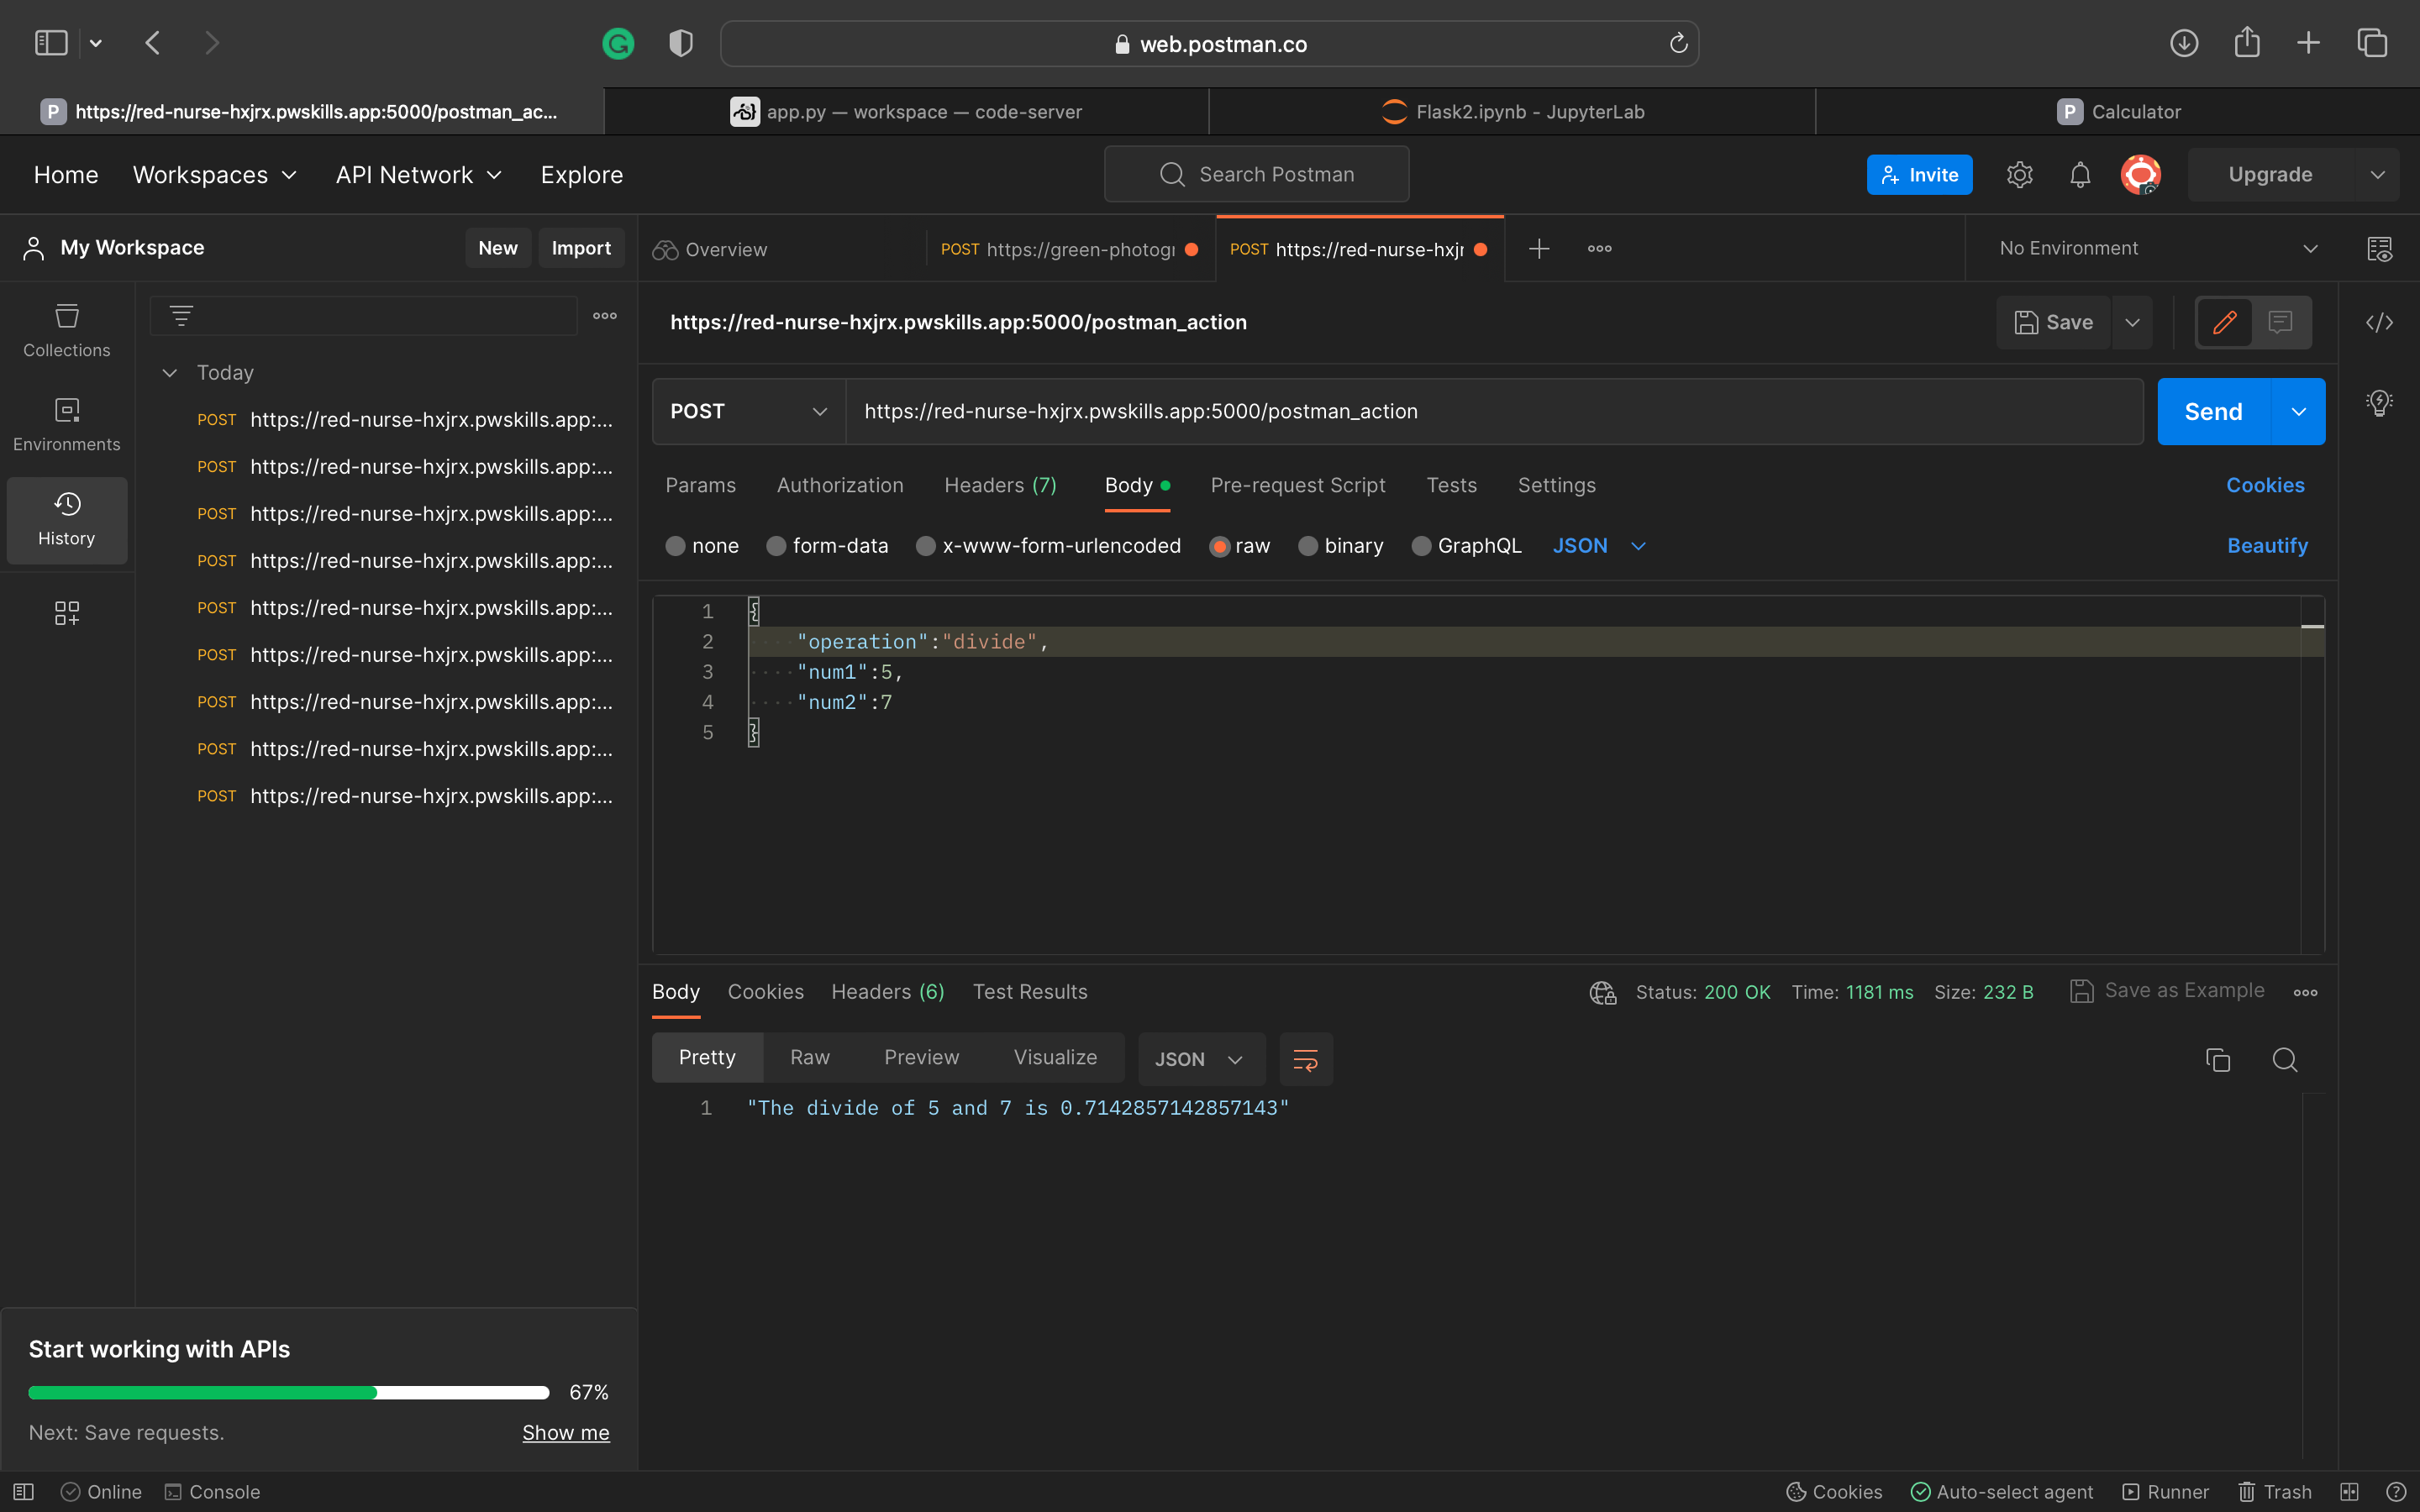 web.postman.co
P https://red-nurse-hxjrx.pwskills.app:5000/postman_ac...
app.py — workspace — code-server
Flask2.ipynb - JupyterLab
P Calculator
Home Workspaces API Network Explore
Search Postman
Invite
Upgrade
My Workspace New Import
Overview
POST https://green-photogr
POST https://red-nurse-hxjr
No Environment
Collections
Environments
History
Today
POST https://red-nurse-hxjrx.pwskills.app:...
POST https://red-nurse-hxjrx.pwskills.app:...
POST https://red-nurse-hxjrx.pwskills.app:...
POST https://red-nurse-hxjrx.pwskills.app:...
POST https://red-nurse-hxjrx.pwskills.app:...
POST https://red-nurse-hxjrx.pwskills.app:...
POST https://red-nurse-hxjrx.pwskills.app:...
POST https://red-nurse-hxjrx.pwskills.app:...
POST https://red-nurse-hxjrx.pwskills.app:...
https://red-nurse-hxjrx.pwskills.app:5000/postman_action
Save
POST https://red-nurse-hxjrx.pwskills.app:5000/postman_action
Send
Params Authorization Headers (7) Body Pre-request Script Tests Settings Cookies
none form-data x-www-form-urlencoded raw binary GraphQL JSON Beautify
1 {
2 "operation":"divide",
3 "num1":5,
4 "num2":7
5 }
Body Cookies Headers (6) Test Results
Status: 200 OK Time: 1181 ms Size: 232 B Save as Example
Pretty Raw Preview Visualize JSON
1 "The divide of 5 and 7 is 0.7142857142857143"
Start working with APIs
67%
Next: Save requests. Show me
Online Console
Cookies Auto-select agent Runner Trash